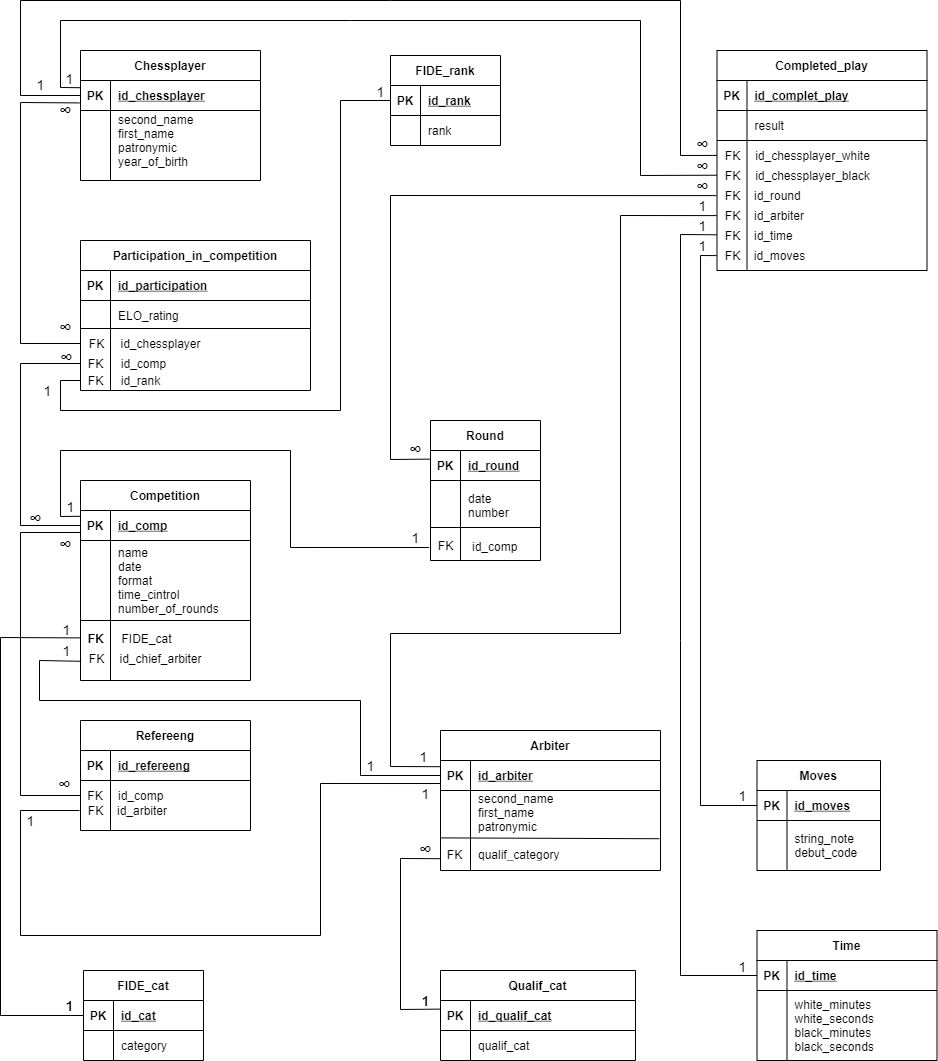 1
1
∞
Chessplayer
PK id_chessplayer
second_name
first_name
patronymic
year_of_birth
1
FIDE_rank
PK id_rank
rank
Completed_play
PK id_complet_play
result
∞ FK id_chessplayer_white
∞ FK id_chessplayer_black
∞ FK id_round
1 FK id_arbiter
1 FK id_time
1 FK id_moves
Participation_in_competition
PK id_participation
ELO_rating
∞ FK id_chessplayer
∞ FK id_comp
1 FK id_rank
Round
∞ PK id_round
date
number
1 FK id_comp
Competition
1
∞ PK id_comp
∞
name
date
format
time_cintrol
number_of_rounds
1 FK FIDE_cat
1 FK id_chief_arbiter
Refereeng
PK id_refereeng
∞ FK id_comp
1 FK id_arbiter
Arbiter
1
1 PK id_arbiter
1
second_name
first_name
patronymic
∞ FK qualif_category
Moves
1 PK id_moves
string_note
debut_code
Time
1 PK id_time
white_minutes
white_seconds
black_minutes
black_seconds
FIDE_cat
1 PK id_cat
category
Qualif_cat
1 PK id_qualif_cat
qualif_cat